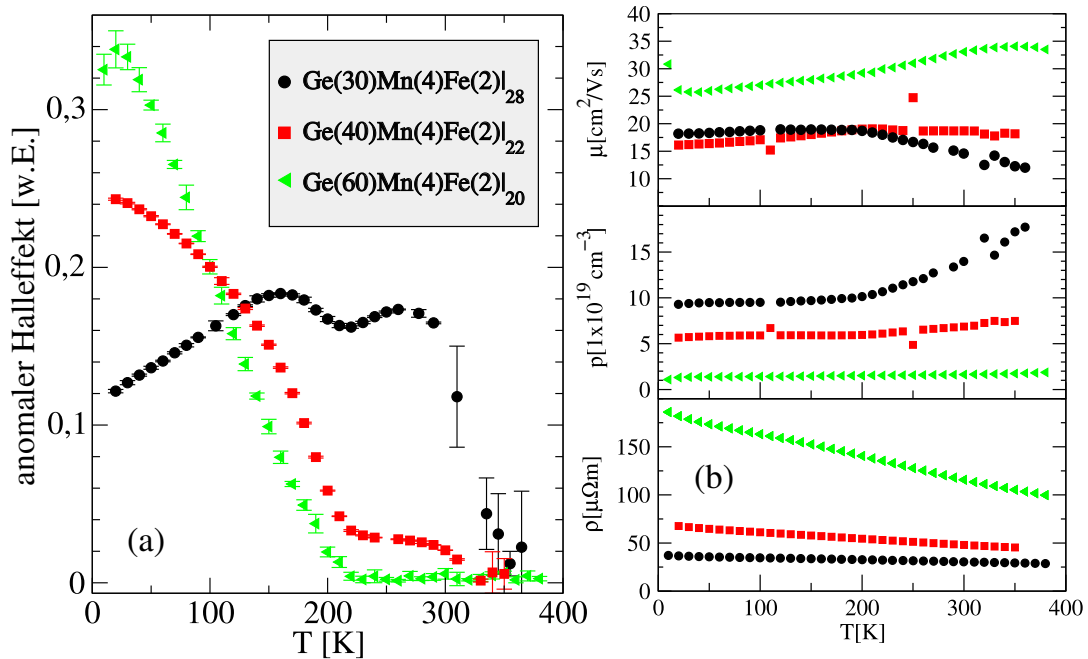 anomaler Halleffekt [w.E.]
0,3
0,2
0,1
0
Ge(30)Mn(4)Fe(2)|28
Ge(40)Mn(4)Fe(2)|22
Ge(60)Mn(4)Fe(2)|20
(a)
0 100 200 300 400
T [K]
μ[cm²/Vs]
40
35
30
25
20
15
10
p[1x10¹⁹ cm⁻³]
15
10
5
0
ρ[μΩm]
150
100
50
0
(b)
0 100 200 300 400
T[K]